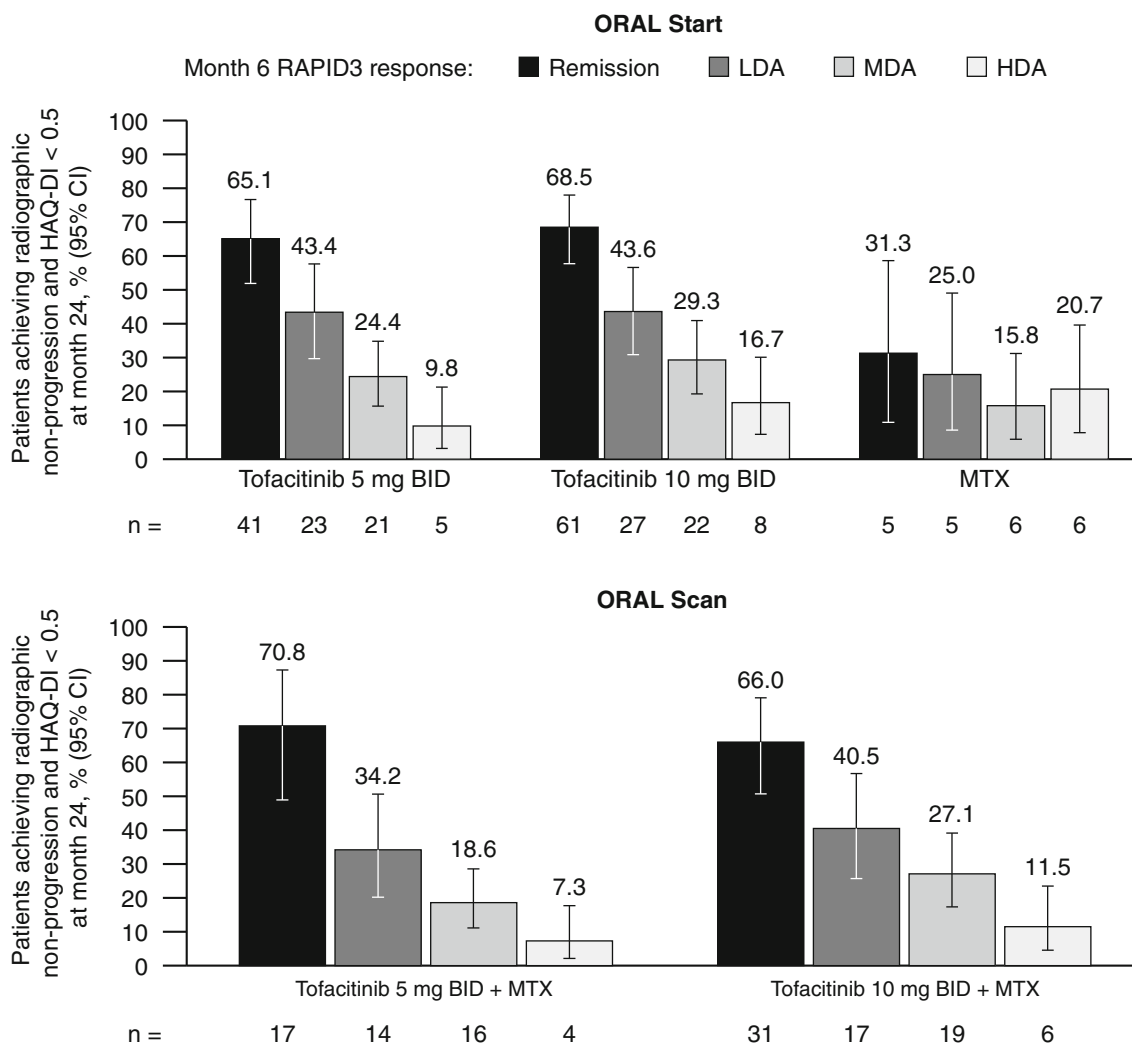 ORAL Start
Month 6 RAPID3 response: Remission LDA MDA HDA
Patients achieving radiographic
non-progression and HAQ-DI < 0.5
at month 24, % (95% CI)
100
90
80
70
60
50
40
30
20
10
0
65.1 43.4 24.4 9.8
68.5 43.6 29.3 16.7
31.3 25.0 15.8 20.7
Tofacitinib 5 mg BID Tofacitinib 10 mg BID MTX
n = 41 23 21 5 61 27 22 8 5 5 6 6
ORAL Scan
Patients achieving radiographic
non-progression and HAQ-DI < 0.5
at month 24, % (95% CI)
100
90
80
70
60
50
40
30
20
10
0
70.8 34.2 18.6 7.3
66.0 40.5 27.1 11.5
Tofacitinib 5 mg BID + MTX Tofacitinib 10 mg BID + MTX
n = 17 14 16 4 31 17 19 6